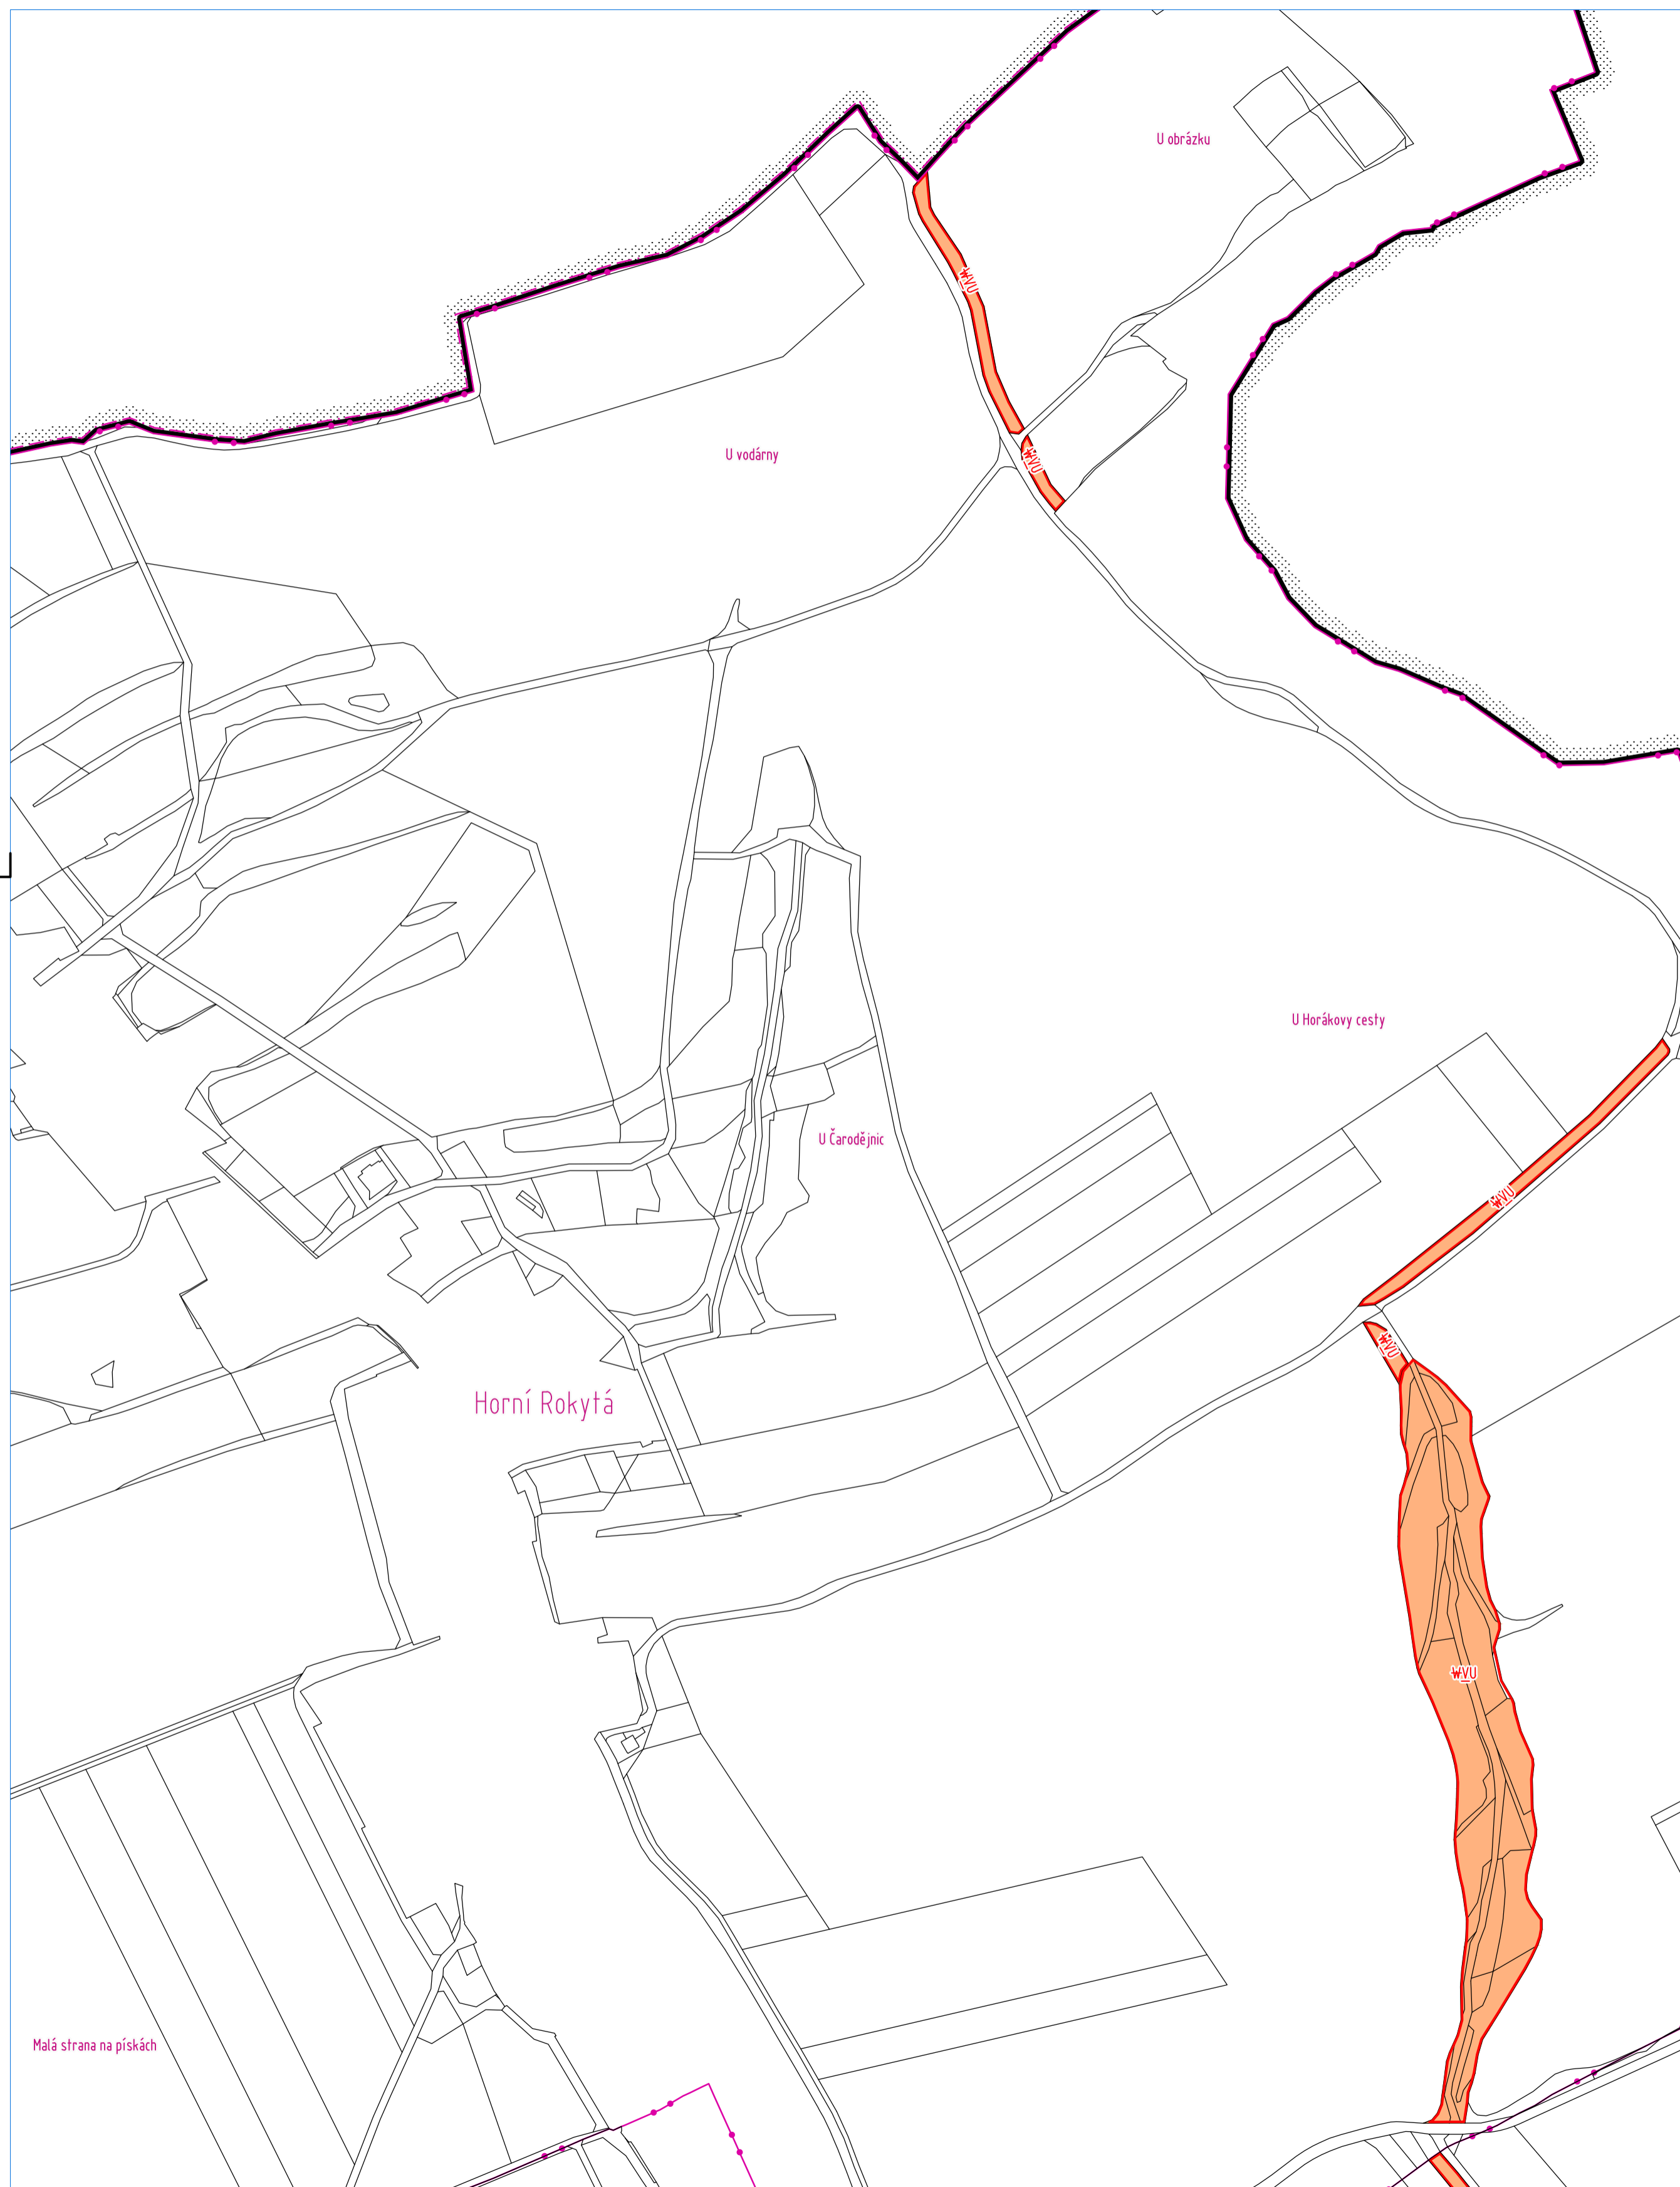 U obrázku
WVU
U vodárny
WVU
U Horákovy cesty
U Čarodějnic
WVU
WVU
Horní Rokytá
WVU
Malá strana na pískách